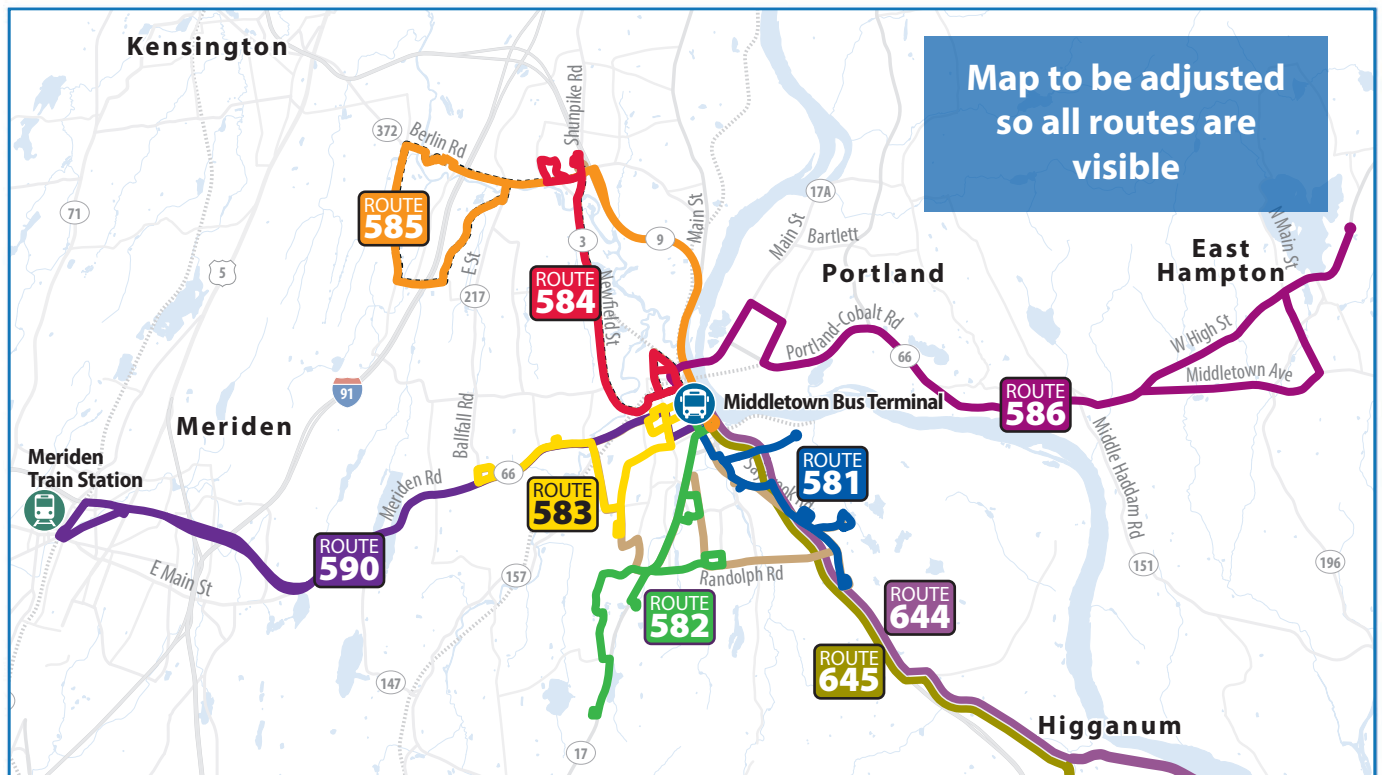 Kensington
Map to be adjusted
so all routes are
visible
Shunpike Rd
372
Berlin Rd
17A
71
ROUTE
585
Main St
Main St
Bartlett
N Main St
3
9
East
Hampton
5
E St
Portland
217
ROUTE
584
Newfield St
Portland-Cobalt Rd
66
W High St
Middletown Ave
91
Middletown Bus Terminal
ROUTE
586
Meriden
Ballfall Rd
Middle Haddam Rd
Meriden
Train Station
66
Meriden Rd
ROUTE
581
ROUTE
583
ROUTE
590
E Main St
157
Randolph Rd
151
196
ROUTE
582
ROUTE
644
ROUTE
645
147
Higganum
17